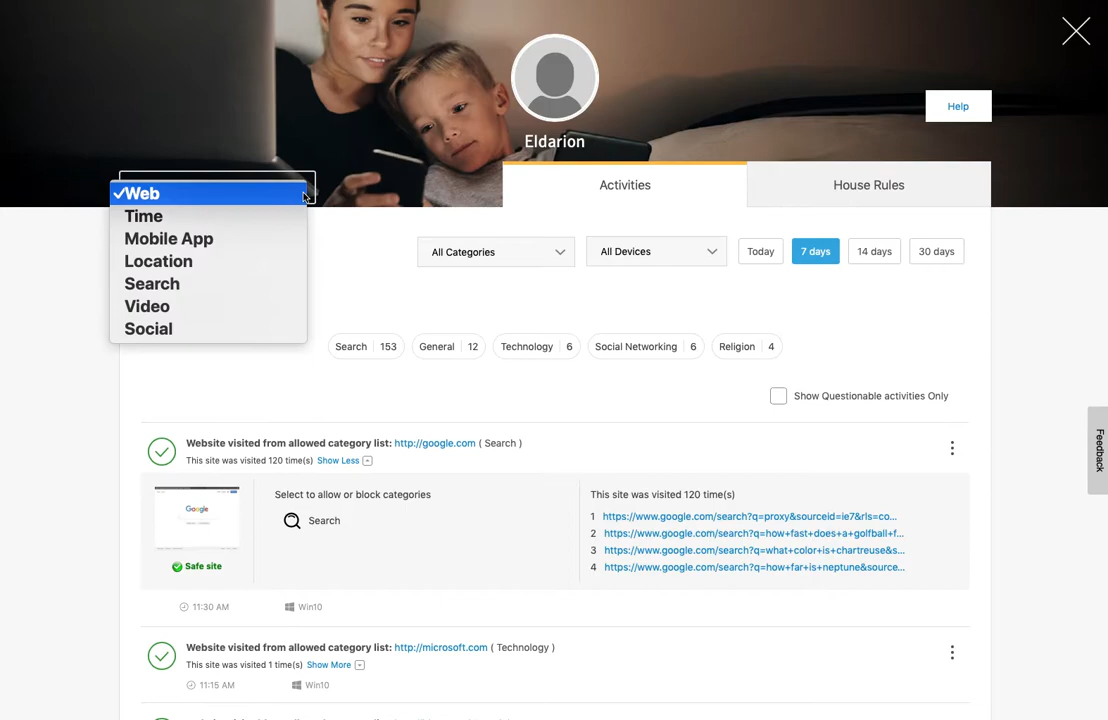 Help
Eldarion
Activities
House Rules
✓Web
Time
Mobile App
Location
Search
Video
Social
All Categories
All Devices
Today
7 days
14 days
30 days
Search 153
General 12
Technology 6
Social Networking 6
Religion 4
Show Questionable activities Only
Feedback
Website visited from allowed category list: http://google.com ( Search )
This site was visited 120 time(s) Show Less
Google
Safe site
Select to allow or block categories
Search
This site was visited 120 time(s)
1 https://www.google.com/search?q=proxy&sourceid=ie7&rls=co...
2 https://www.google.com/search?q=how+fast+does+a+golfball+f...
3 https://www.google.com/search?q=what+color+is+chartreuse&s...
4 https://www.google.com/search?q=how+far+is+neptune&source...
11:30 AM Win10
Website visited from allowed category list: http://microsoft.com ( Technology )
This site was visited 1 time(s) Show More
11:15 AM Win10